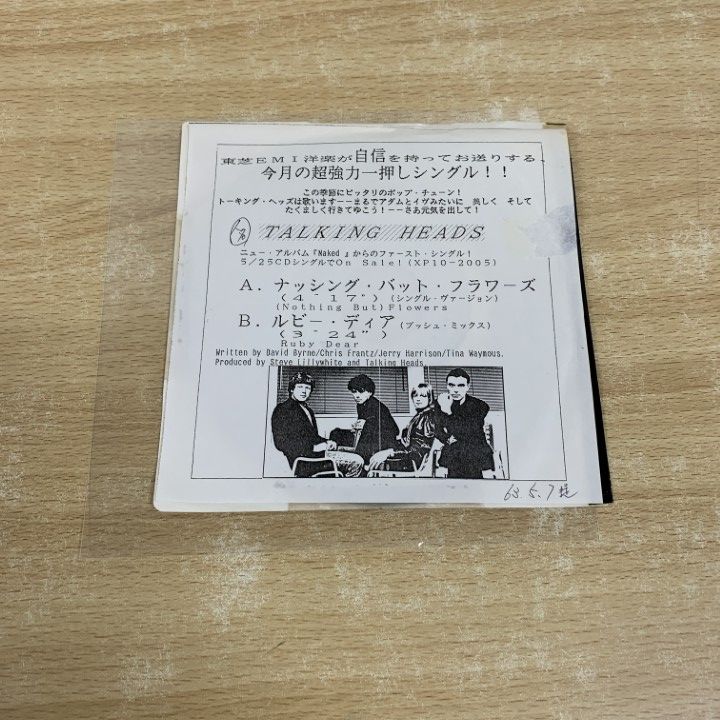 東芝EMI洋楽が自信を持ってお送りする、
今月の超強力一押しシングル！！
この季節にピッタリのポップ・チューン！
トーキング・ヘッズは歌います－－まるでアダムとイヴみたいに 美しく そして
たくましく行きてゆこう！－－さあ元気を出して！
TALKING HEADS
ニュー・アルバム『Naked』からのファースト・シングル！
5/25CDシングルでOn Sale！(XP10-2005)
A．ナッシング・バット・フラワーズ
(4´17")(シングル・ヴァージョン)
(Nothing But)Flowers
B．ルビー・ディア(ブッシュ・ミックス)
(3´24")
Ruby Dear
Written by David Byrne/Chris Frantz/Jerry Harrison/Tina Waymous.
Produced by Steve Lillywhite and Talking Heads
63.5.7